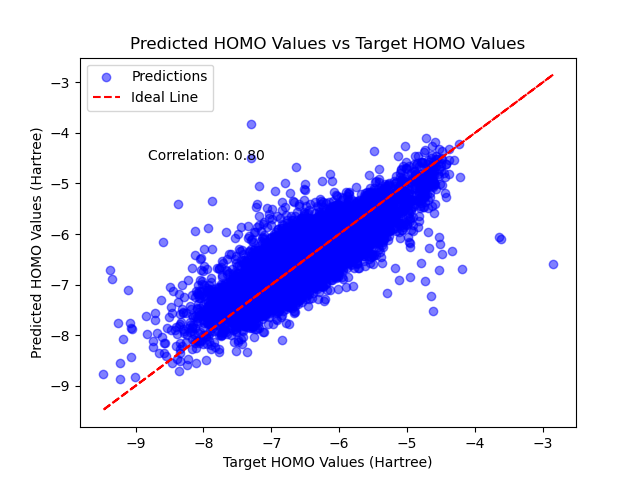 Predicted HOMO Values vs Target HOMO Values
Predictions
Ideal Line
Correlation: 0.80
Predicted HOMO Values (Hartree)
−3
−4
−5
−6
−7
−8
−9
−9
−8
−7
−6
−5
−4
−3
Target HOMO Values (Hartree)